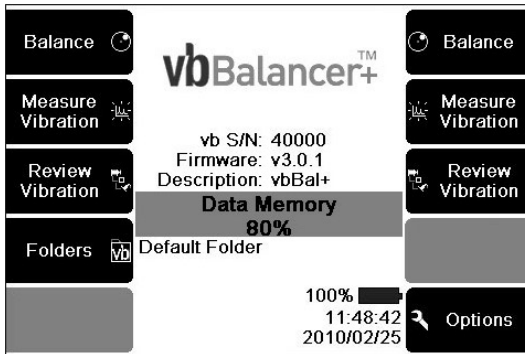 Balance
Measure
Vibration
Review
Vibration
Folders
vbBalancer+™
vb S/N: 40000
Firmware: v3.0.1
Description: vbBal+
Data Memory
80%
vb Default Folder
100%
11:48:42
2010/02/25
Balance
Measure
Vibration
Review
Vibration
Options